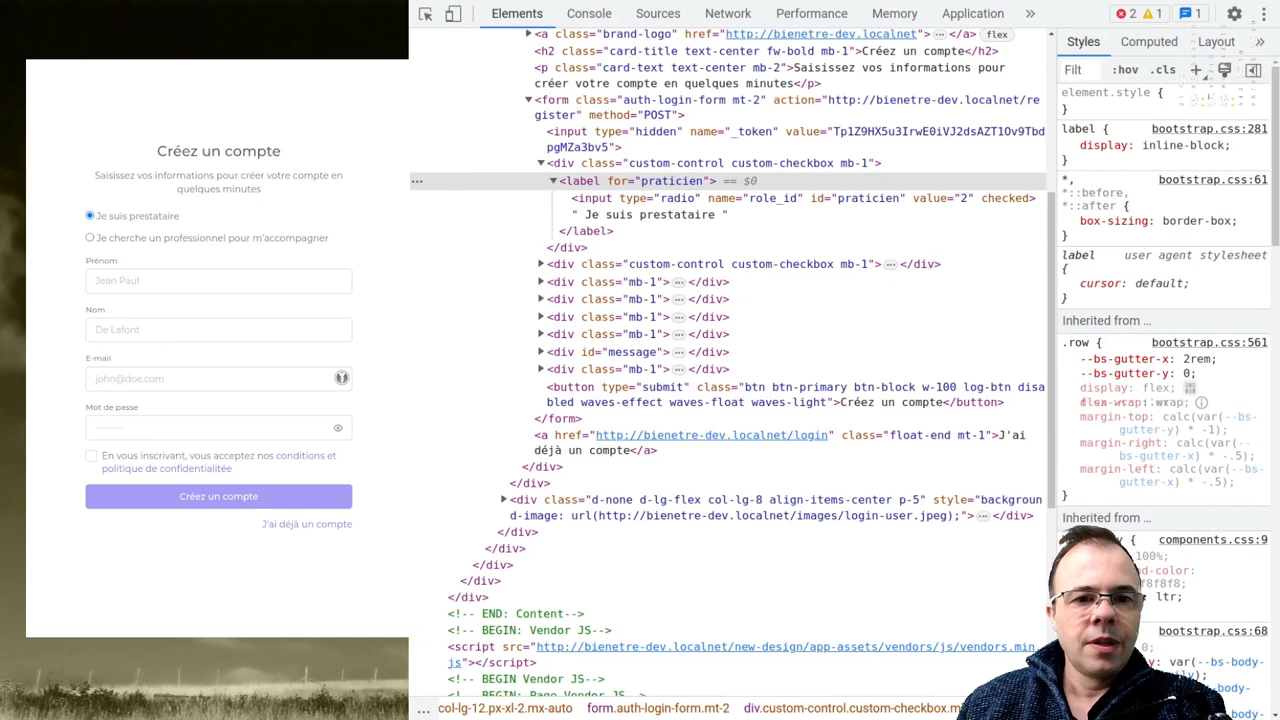 Créez un compte
Saisissez vos informations pour créer votre compte en
quelques minutes
Je suis prestataire
Je cherche un professionnel pour m'accompagner
Prénom
Jean Paul
Nom
De Lafont
E-mail
john@doe.com
Mot de passe
En vous inscrivant, vous acceptez nos conditions et
politique de confidentialitée
Créez un compte
J'ai déjà un compte
Elements Console Sources Network Performance Memory Application » 2 1 1
<a class="brand-logo" href="http://bienetre-dev.localnet">…</a> flex
<h2 class="card-title text-center fw-bold mb-1">Créez un compte</h2>
<p class="card-text text-center mb-2">Saisissez vos informations pour
créer votre compte en quelques minutes</p>
<form class="auth-login-form mt-2" action="http://bienetre-dev.localnet/re
gister" method="POST">
<input type="hidden" name="_token" value="Tp1Z9HX5u3IrwE0iVJ2dsAZT1Ov9Tbd
pgMZa3bv5">
<div class="custom-control custom-checkbox mb-1">
… <label for="praticien"> == $0
<input type="radio" name="role_id" id="praticien" value="2" checked>
" Je suis prestataire "
</label>
</div>
<div class="custom-control custom-checkbox mb-1">…</div>
<div class="mb-1">…</div>
<div class="mb-1">…</div>
<div class="mb-1">…</div>
<div class="mb-1">…</div>
<div id="message">…</div>
<div class="mb-1">…</div>
<button type="submit" class="btn btn-primary btn-block w-100 log-btn disa
bled waves-effect waves-float waves-light">Créez un compte</button>
</form>
<a href="http://bienetre-dev.localnet/login" class="float-end mt-1">J'ai
déjà un compte</a>
</div>
</div>
<div class="d-none d-lg-flex col-lg-8 align-items-center p-5" style="backgroun
d-image: url(http://bienetre-dev.localnet/images/login-user.jpeg);">…</div>
</div>
</div>
</div>
</div>
</div>
<!-- END: Content-->
<!-- BEGIN: Vendor JS-->
<script src="http://bienetre-dev.localnet/new-design/app-assets/vendors/js/vendors.min.
js"></script>
<!-- BEGIN Vendor JS-->
<!-- BEGIN: Page Vendor JS-->
… col-lg-12.px-xl-2.mx-auto form.auth-login-form.mt-2 div.custom-control.custom-checkbox.m
Styles Computed Layout »
Filt :hov .cls +
element.style {
}
label { bootstrap.css:281
display: inline-block;
}
*, bootstrap.css:61
*::before,
*::after {
box-sizing: border-box;
}
label user agent stylesheet
{
cursor: default;
}
Inherited from …
.row { bootstrap.css:561
--bs-gutter-x: 2rem;
--bs-gutter-y: 0;
display: flex;
flex-wrap: wrap;
margin-top: calc(var(--bs-
gutter-y) * -1);
margin-right: calc(var(--
bs-gutter-x) * -.5);
margin-left: calc(var(--
bs-gutter-x) * -.5);
}
Inherited from …
{ components.css:9
100%;
f8f8f8;
ltr;
bootstrap.css:68
0;
var(--bs-body-